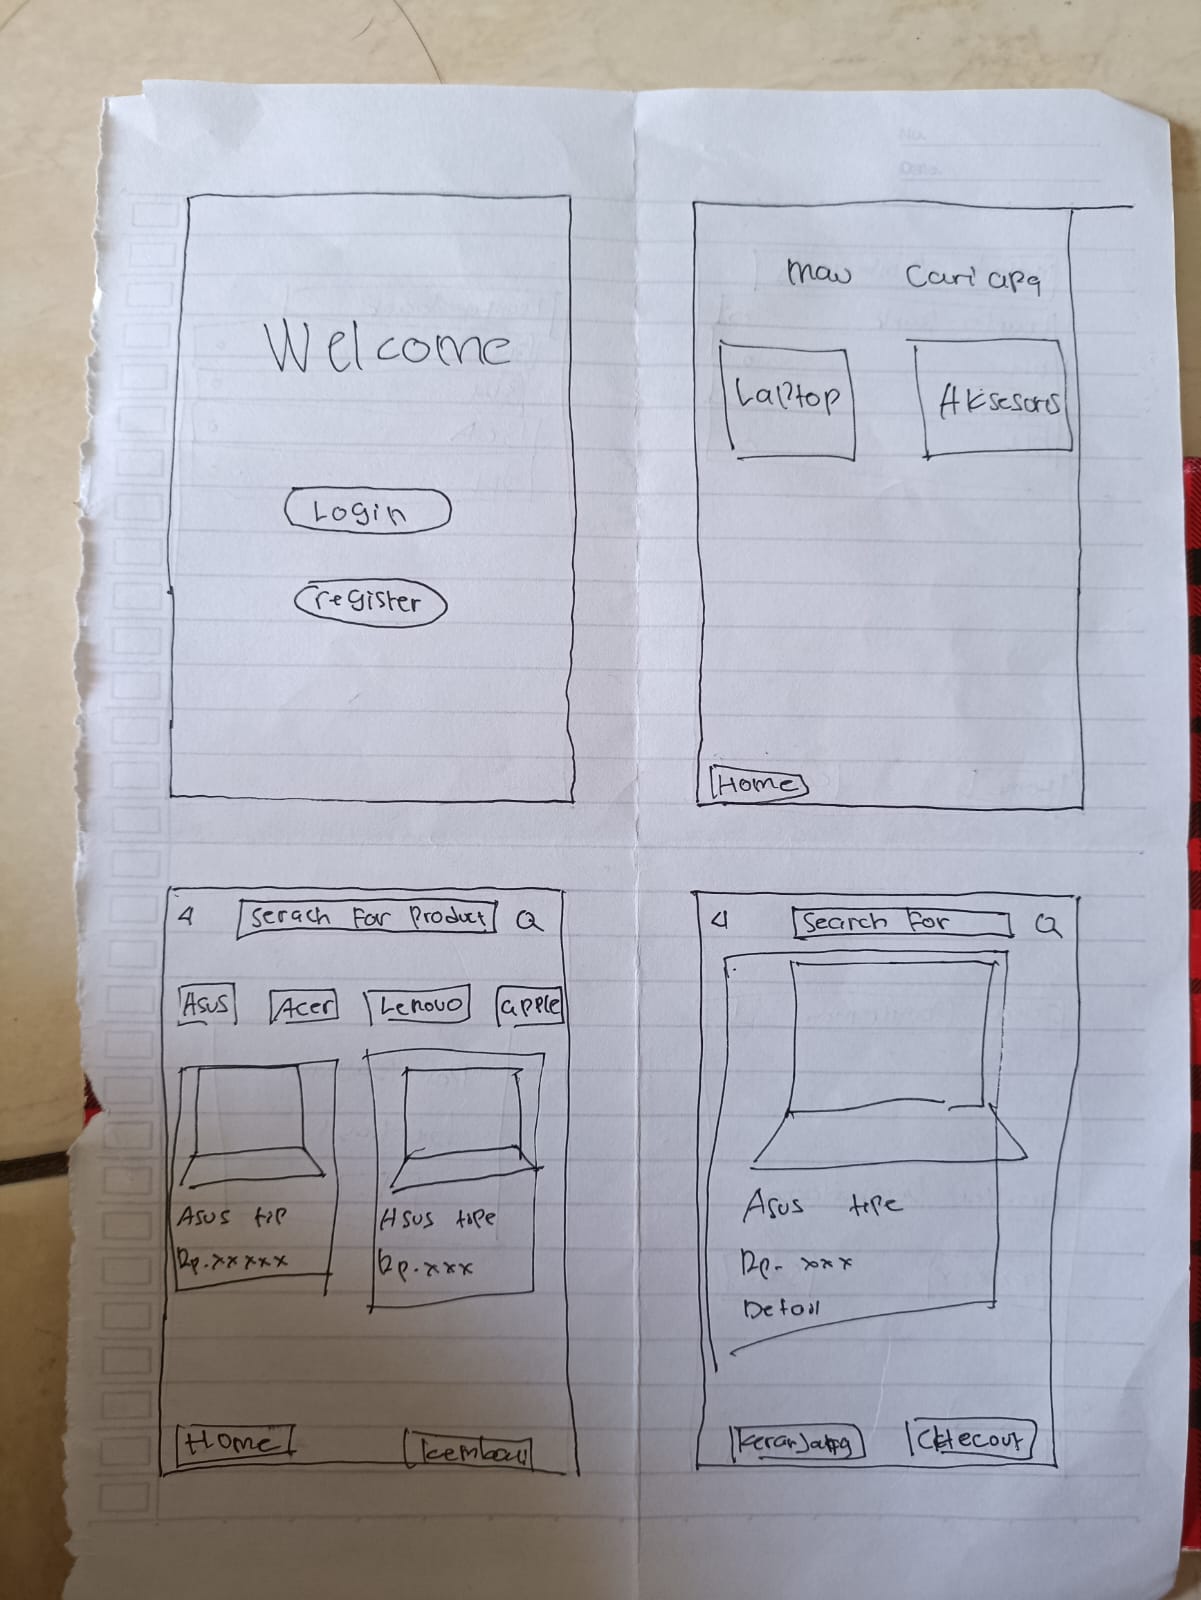 Welcome
Login
register
mau cari apa
Laptop
Aksesoris
Home
Serach For Product
Asus
Acer
Lenovo
apple
Asus tip
Rp.xxxxx
Asus tipe
Rp.xxx
Home
kembali
Search For
Asus tipe
Rp- xxx
Detail
keranjang
CHecout